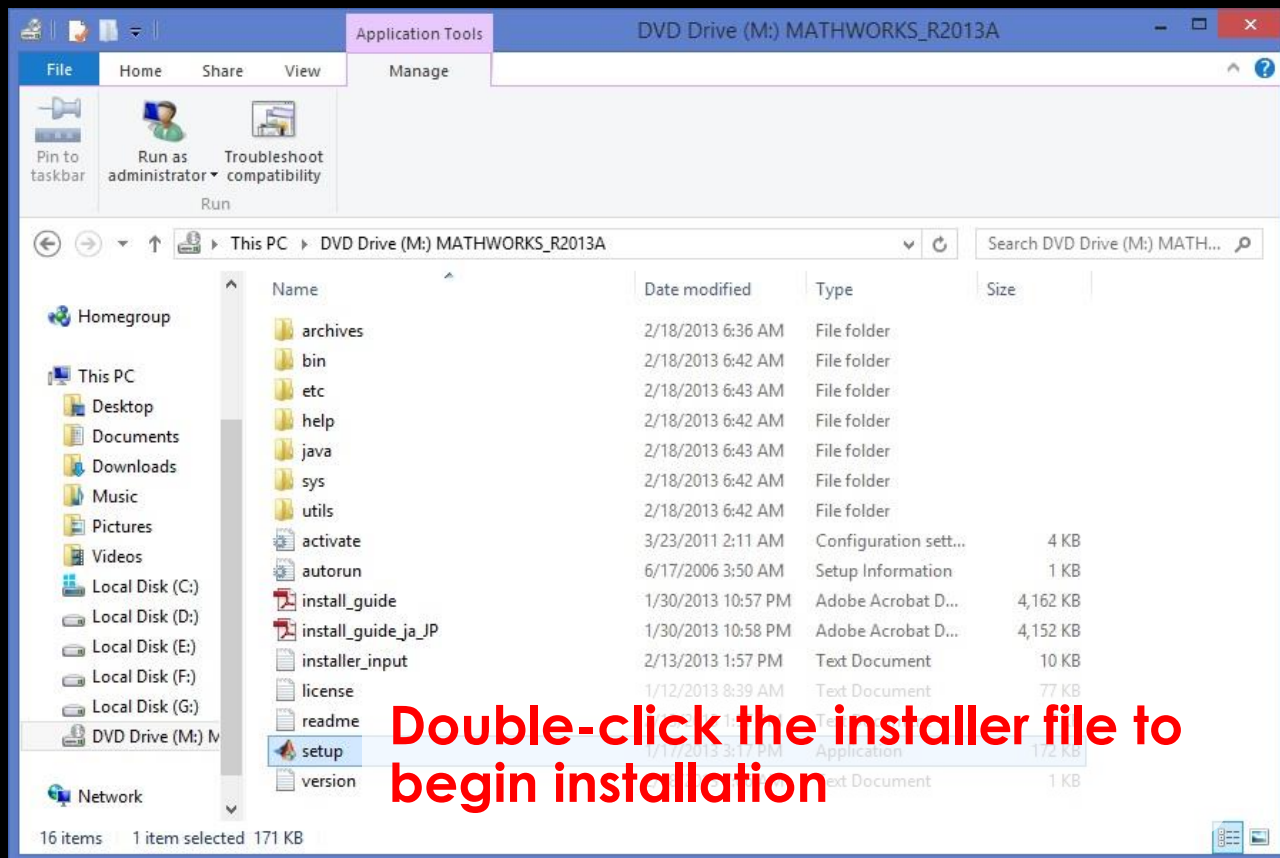 Application Tools
DVD Drive (M:) MATHWORKS_R2013A
File Home Share View Manage
Pin to taskbar
Run as administrator
Troubleshoot compatibility
Run
This PC DVD Drive (M:) MATHWORKS_R2013A
Search DVD Drive (M:) MATH...
Name Date modified Type Size
Homegroup
This PC
Desktop
Documents
Downloads
Music
Pictures
Videos
Local Disk (C:)
Local Disk (D:)
Local Disk (E:)
Local Disk (F:)
Local Disk (G:)
DVD Drive (M:) M
Network
archives 2/18/2013 6:36 AM File folder
bin 2/18/2013 6:42 AM File folder
etc 2/18/2013 6:43 AM File folder
help 2/18/2013 6:42 AM File folder
java 2/18/2013 6:43 AM File folder
sys 2/18/2013 6:42 AM File folder
utils 2/18/2013 6:42 AM File folder
activate 3/23/2011 2:11 AM Configuration sett... 4 KB
autorun 6/17/2006 3:50 AM Setup Information 1 KB
install_guide 1/30/2013 10:57 PM Adobe Acrobat D... 4,162 KB
install_guide_ja_JP 1/30/2013 10:58 PM Adobe Acrobat D... 4,152 KB
installer_input 2/13/2013 1:57 PM Text Document 10 KB
license 1/12/2013 8:39 AM Text Document 77 KB
readme
setup 1/17/2013 3:17 PM Application 172 KB
version Text Document 1 KB
Double-click the installer file to
begin installation
16 items 1 item selected 171 KB